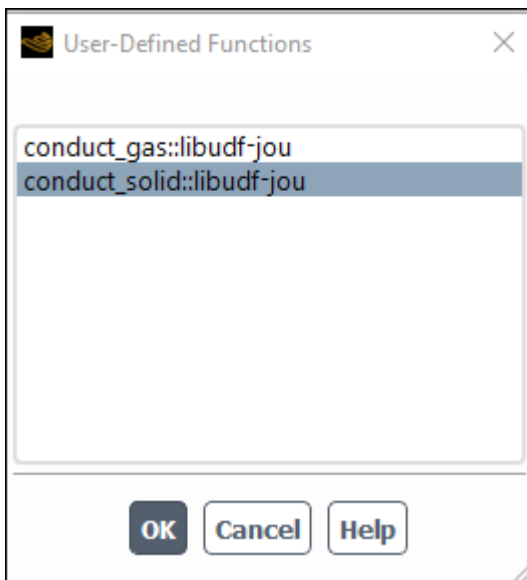 User-Defined Functions
conduct_gas::libudf-jou
conduct_solid::libudf-jou
OK Cancel Help